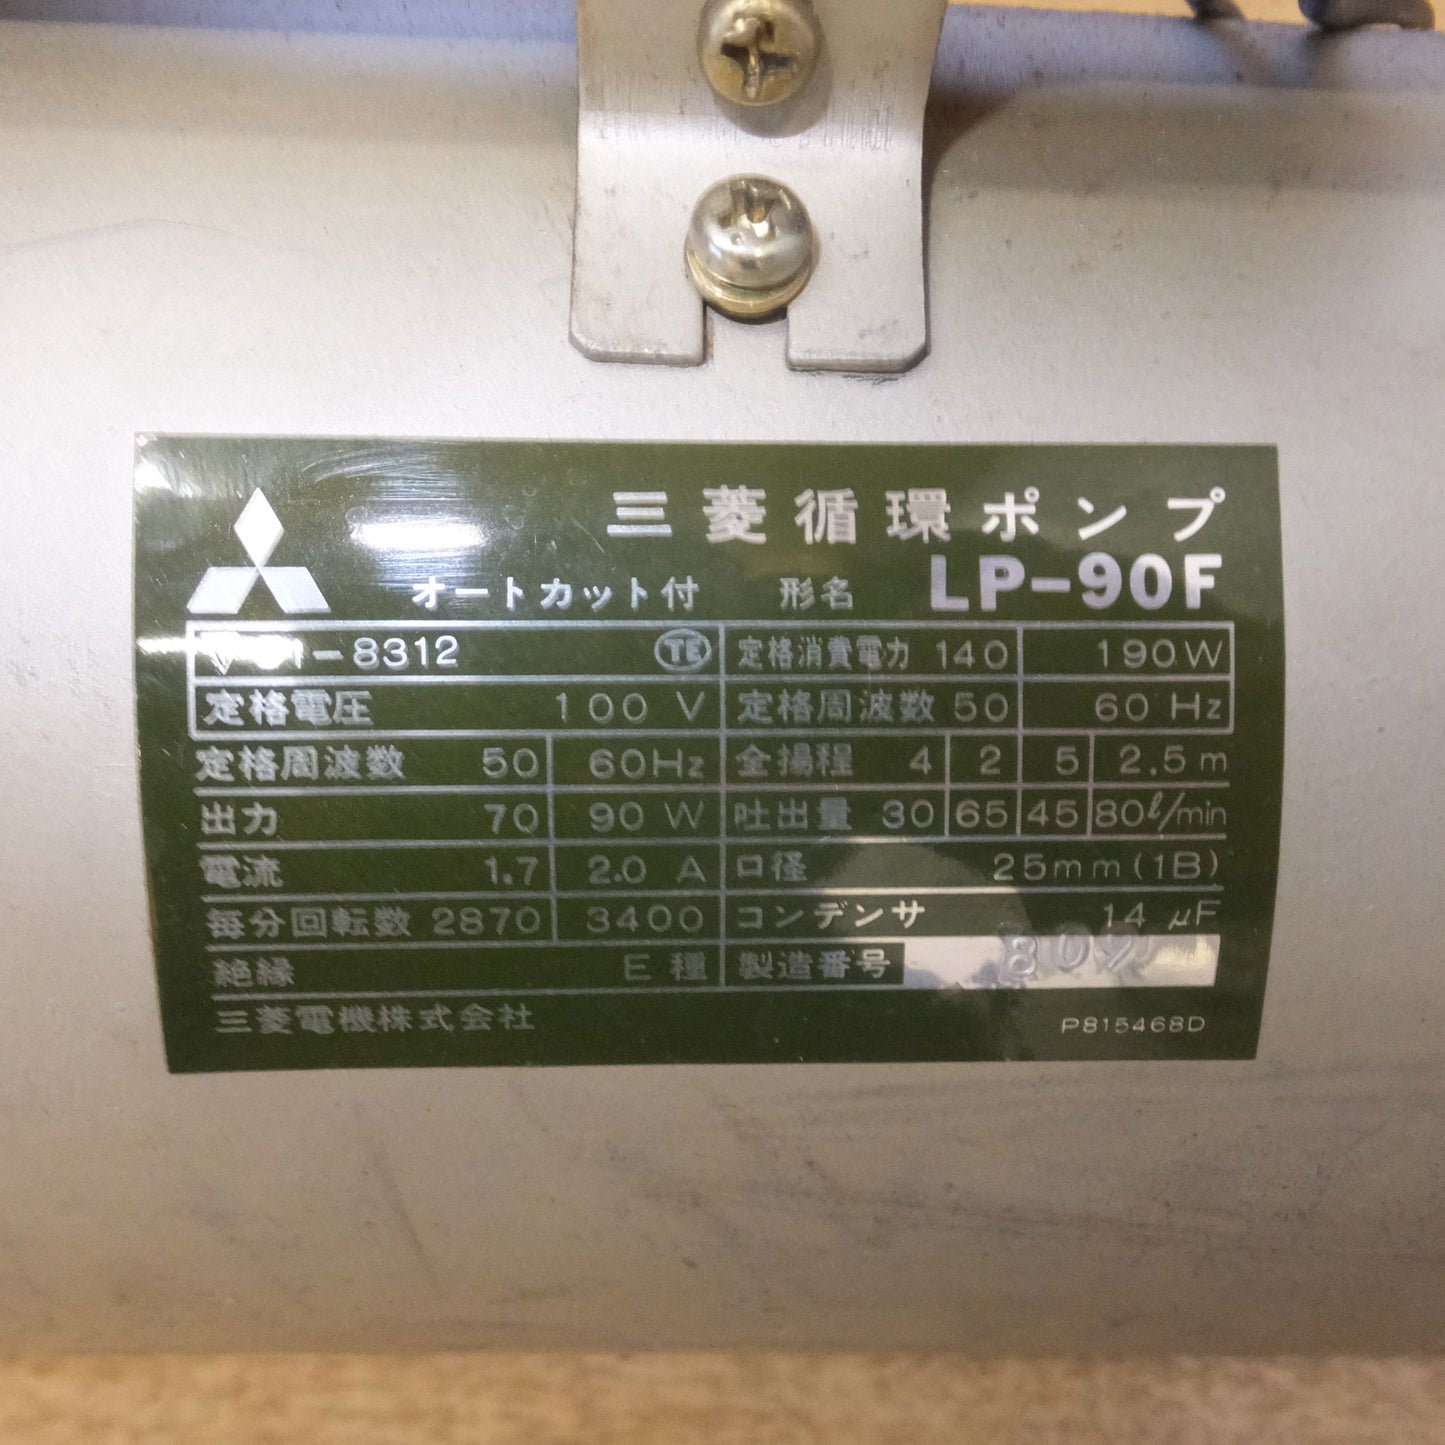 三菱循環ポンプ
オートカット付 形名 LP-90F
1-8312 TE 定格消費電力 140 190W
定格電圧 100 V 定格周波数 50 60 Hz
定格周波数 50 60Hz 全揚程 4 2 5 2.5m
出力 70 90 W 吐出量 30 65 45 80ℓ/min
電流 1.7 2.0 A 口径 25mm(1B)
毎分回転数 2870 3400 コンデンサ 14 μF
絶縁 E 種 製造番号 809
三菱電機株式会社 P815468D